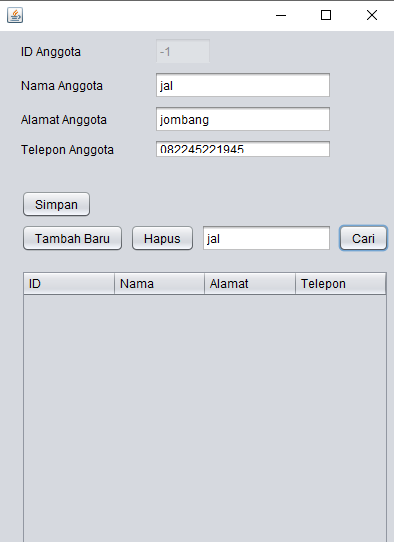 ID Anggota -1
Nama Anggota jal
Alamat Anggota jombang
Telepon Anggota 082245221945
Simpan
Tambah Baru Hapus jal Cari
ID Nama Alamat Telepon